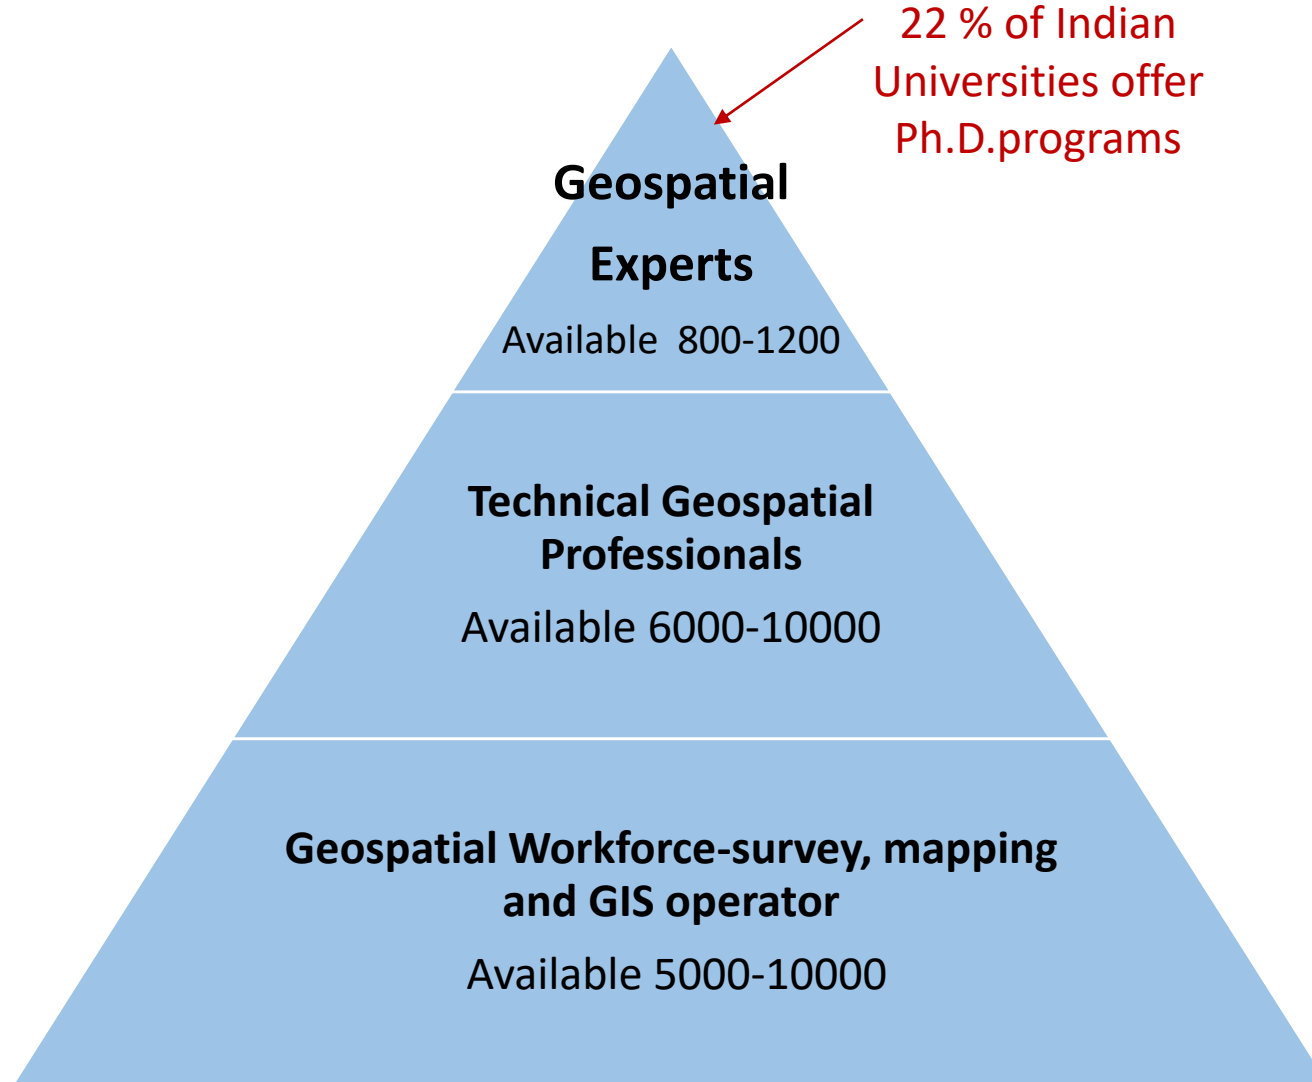 22 % of Indian
Universities offer
Ph.D.programs
Geospatial
Experts
Available 800-1200
Technical Geospatial
Professionals
Available 6000-10000
Geospatial Workforce-survey, mapping
and GIS operator
Available 5000-10000